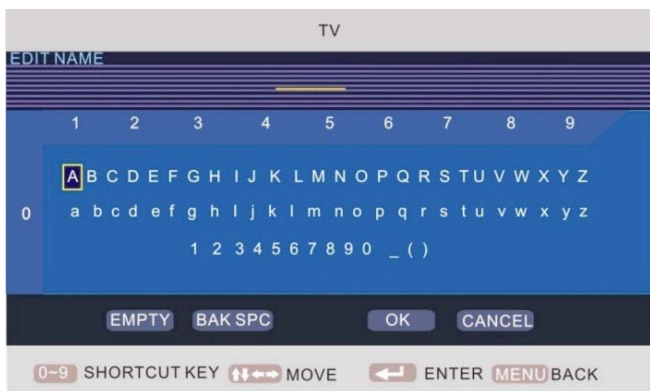 TV
EDIT NAME
1 2 3 4 5 6 7 8 9
A B C D E F G H I J K L M N O P Q R S T U V W X Y Z
0 a b c d e f g h I j k l m n o p q r s t u v w x y z
1 2 3 4 5 6 7 8 9 0 _ ( )
EMPTY BAK SPC OK CANCEL
0~9 SHORTCUT KEY MOVE ENTER MENU BACK